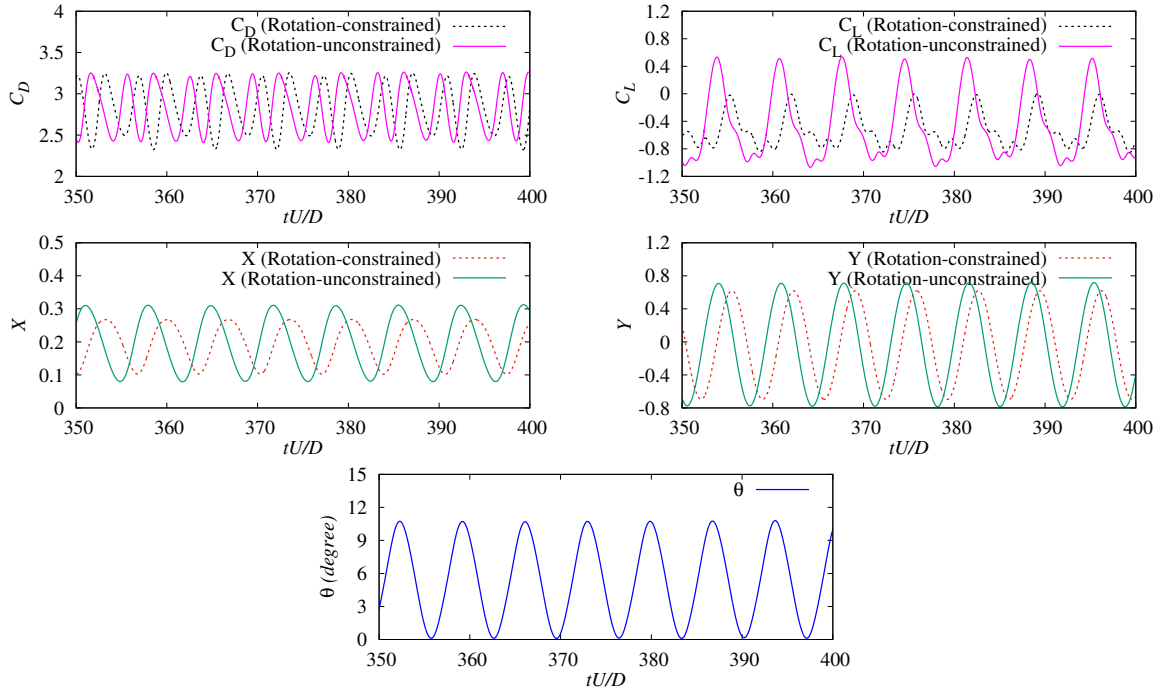 C_D (Rotation-constrained)
C_D (Rotation-unconstrained)
4
3.5
3
2.5
2
C_D
350 360 370 380 390 400
tU/D
C_L (Rotation-constrained)
C_L (Rotation-unconstrained)
1.2
0.8
0.4
0
-0.4
-0.8
-1.2
C_L
350 360 370 380 390 400
tU/D
X (Rotation-constrained)
X (Rotation-unconstrained)
0.5
0.4
0.3
0.2
0.1
0
X
350 360 370 380 390 400
tU/D
Y (Rotation-constrained)
Y (Rotation-unconstrained)
1.2
0.8
0.4
0
-0.4
-0.8
Y
350 360 370 380 390 400
tU/D
θ
15
12
9
6
3
0
θ (degree)
350 360 370 380 390 400
tU/D